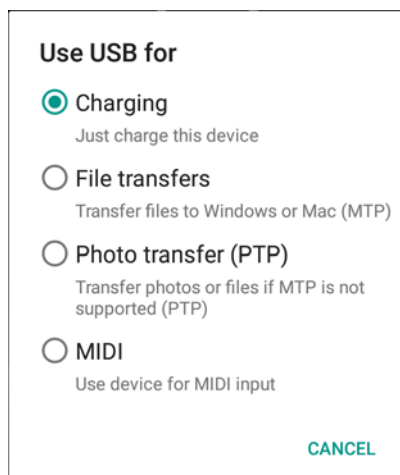 Use USB for
Charging
Just charge this device
File transfers
Transfer files to Windows or Mac (MTP)
Photo transfer (PTP)
Transfer photos or files if MTP is not
supported (PTP)
MIDI
Use device for MIDI input
CANCEL